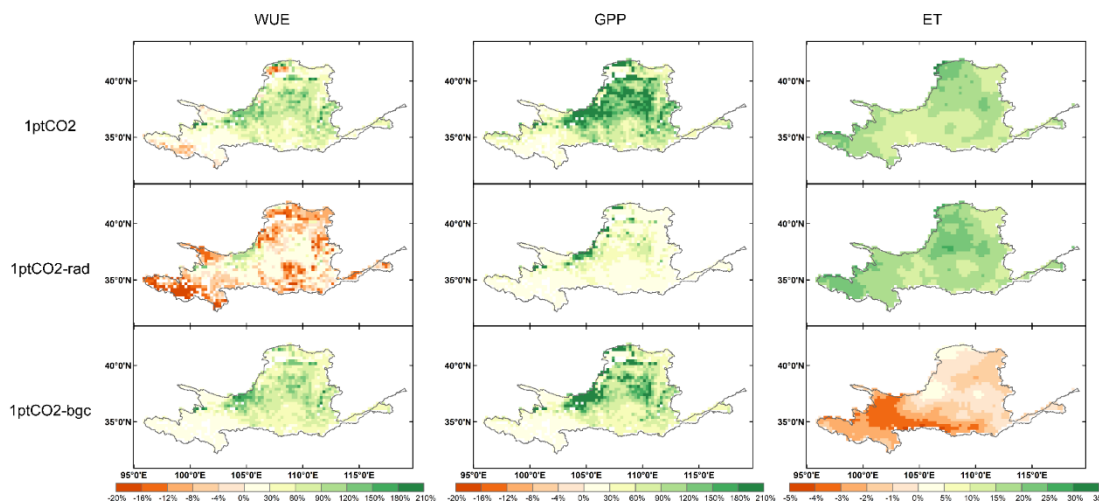 WUE GPP ET
1ptCO2
40°0'N
35°0'N
1ptCO2-rad
40°0'N
35°0'N
1ptCO2-bgc
40°0'N
35°0'N
95°0'E 100°0'E 105°0'E 110°0'E 115°0'E 95°0'E 100°0'E 105°0'E 110°0'E 115°0'E 95°0'E 100°0'E 105°0'E 110°0'E 115°0'E
-20% -16% -12% -4% 0% 30% 60% 90% 120% 150% 180% 210% -20% -16% -12% -4% 0% 30% 60% 90% 120% 150% 180% 210% -5% -4% -3% -1% 0% 5% 10% 15% 20% 25% 30%